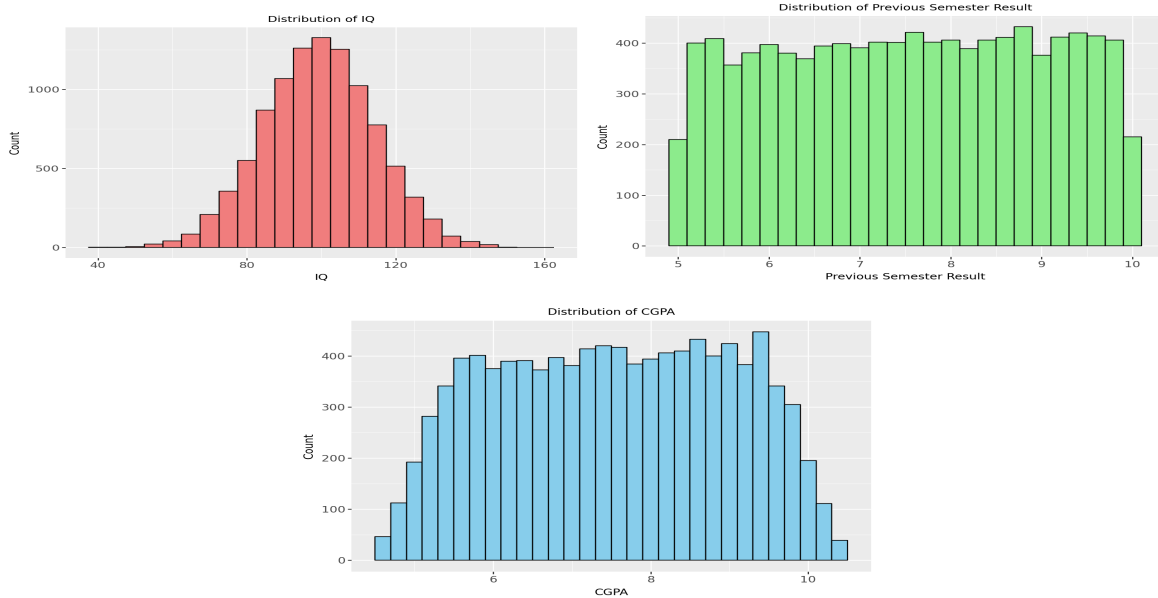 Distribution of IQ
Count
1000
500
0
40 80 120 160
IQ
Distribution of Previous Semester Result
Count
400
300
200
100
0
5 6 7 8 9 10
Previous Semester Result
Distribution of CGPA
Count
400
300
200
100
0
6 8 10
CGPA